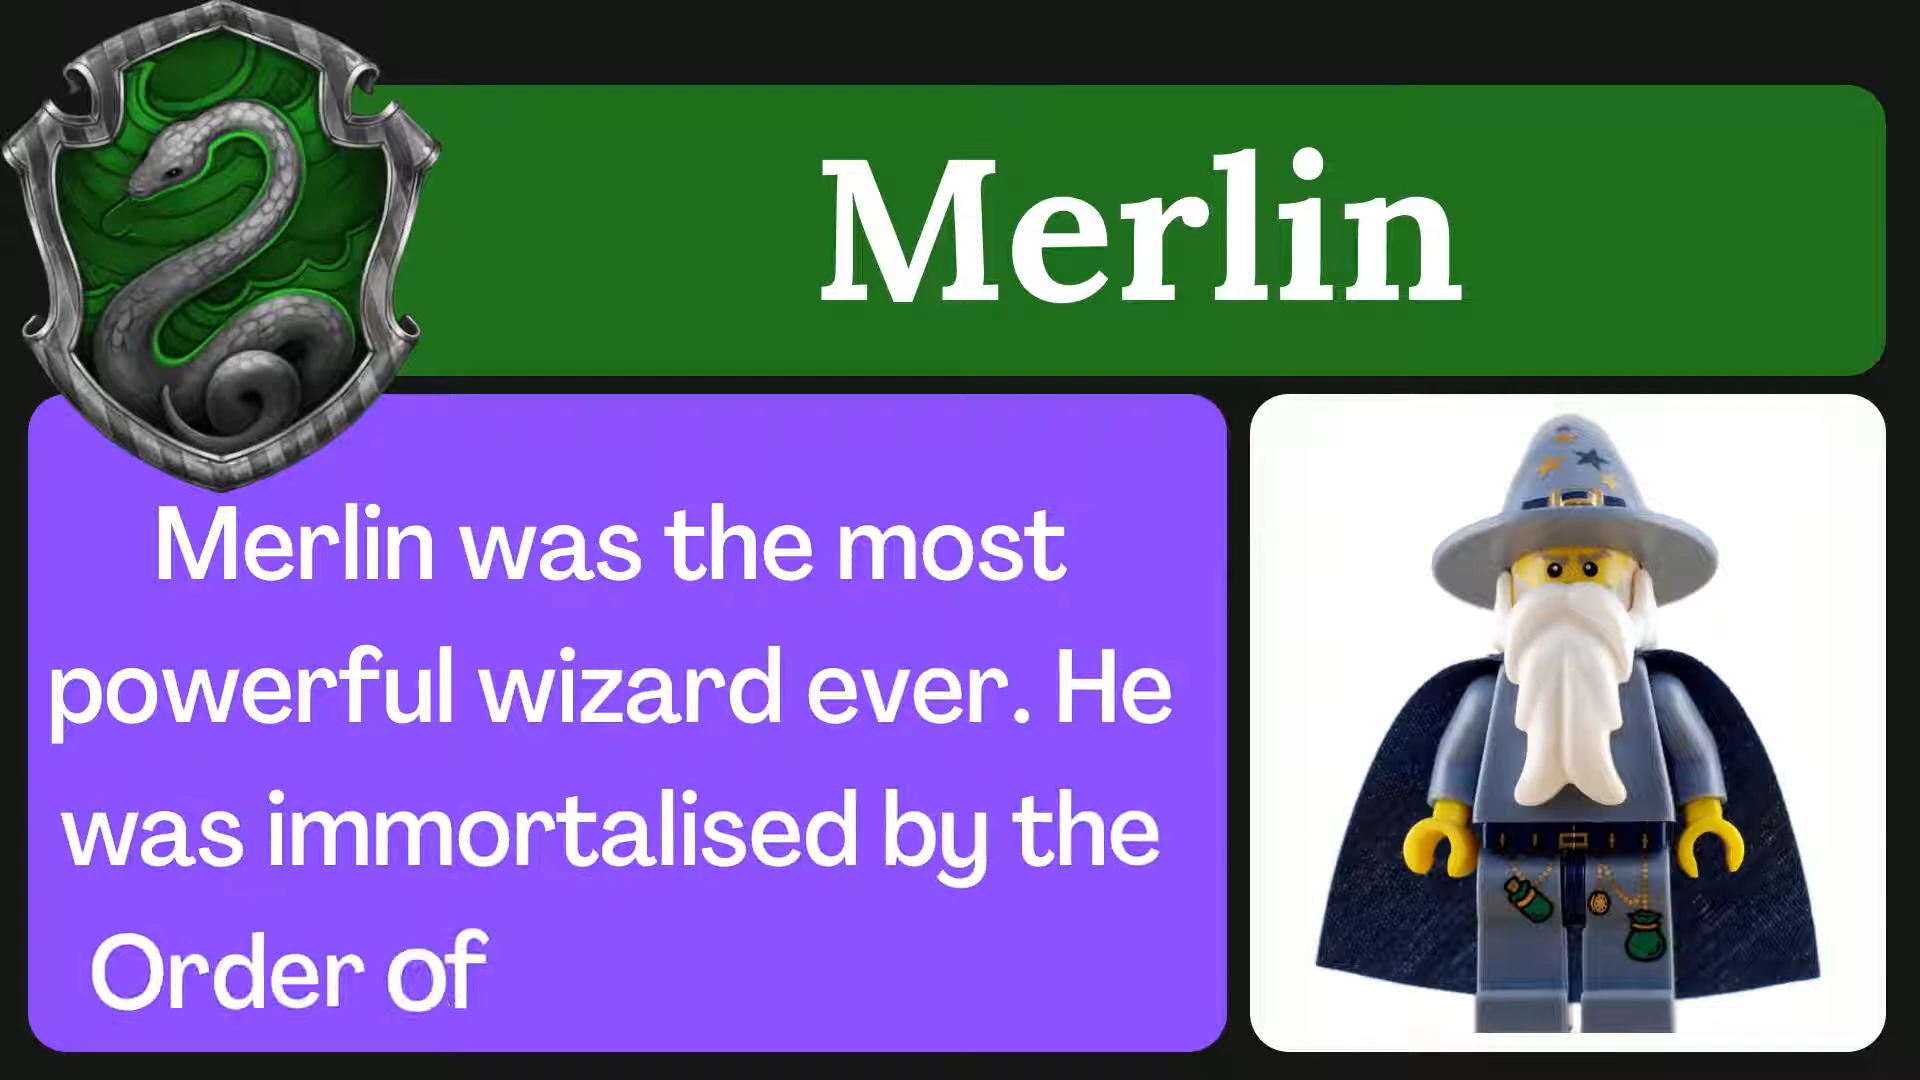 Merlin
Merlin was the most
powerful wizard ever. He
was immortalised by the
Order of